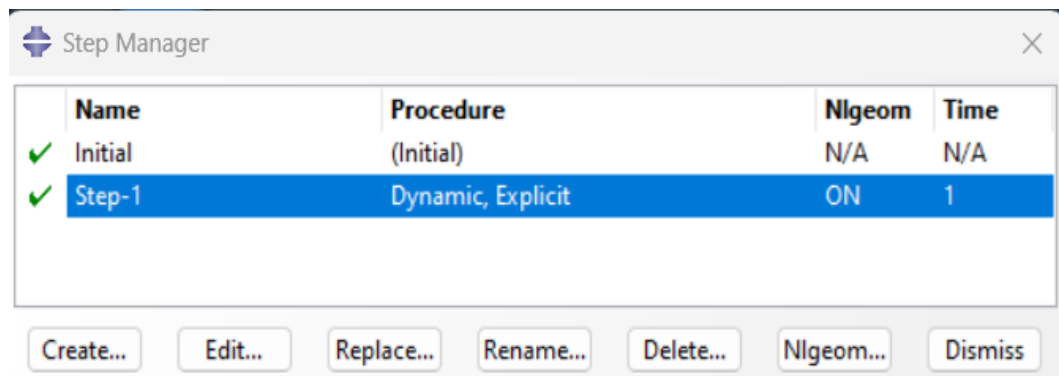 Step Manager
Name Procedure Nlgeom Time
Initial (Initial) N/A N/A
Step-1 Dynamic, Explicit ON 1
Create... Edit... Replace... Rename... Delete... Nlgeom... Dismiss